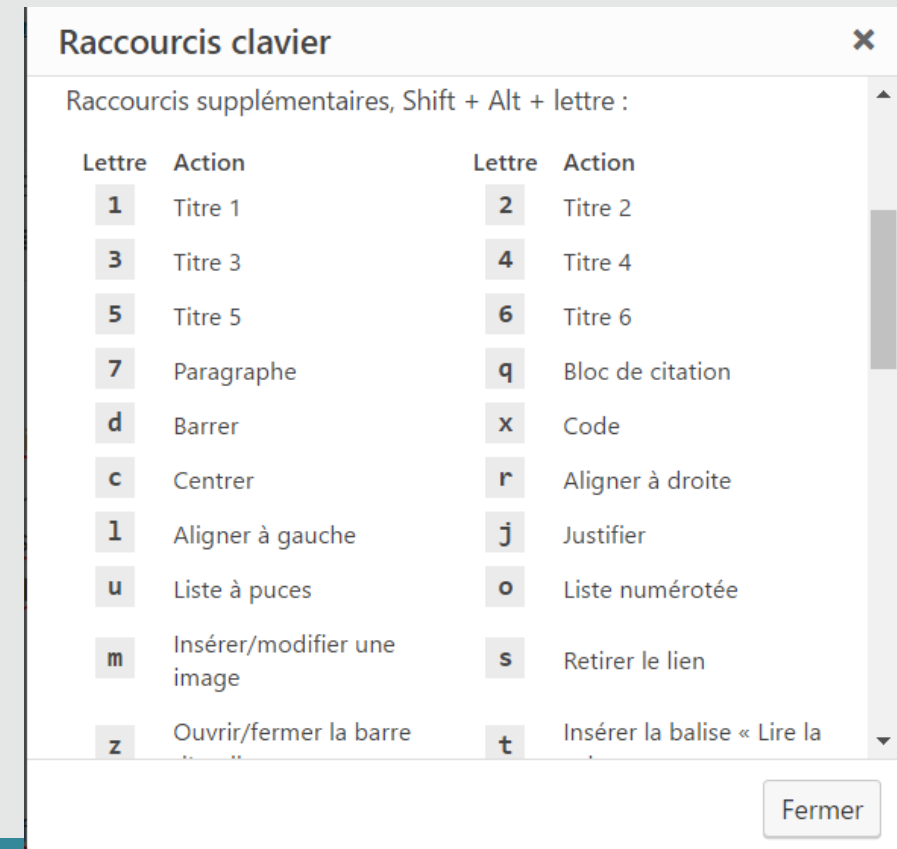 Raccourcis clavier ×
Raccourcis supplémentaires, Shift + Alt + lettre :
Lettre Action Lettre Action
1 Titre 1 2 Titre 2
3 Titre 3 4 Titre 4
5 Titre 5 6 Titre 6
7 Paragraphe q Bloc de citation
d Barrer x Code
c Centrer r Aligner à droite
l Aligner à gauche j Justifier
u Liste à puces o Liste numérotée
m Insérer/modifier une
image s Retirer le lien
z Ouvrir/fermer la barre t Insérer la balise « Lire la
Fermer